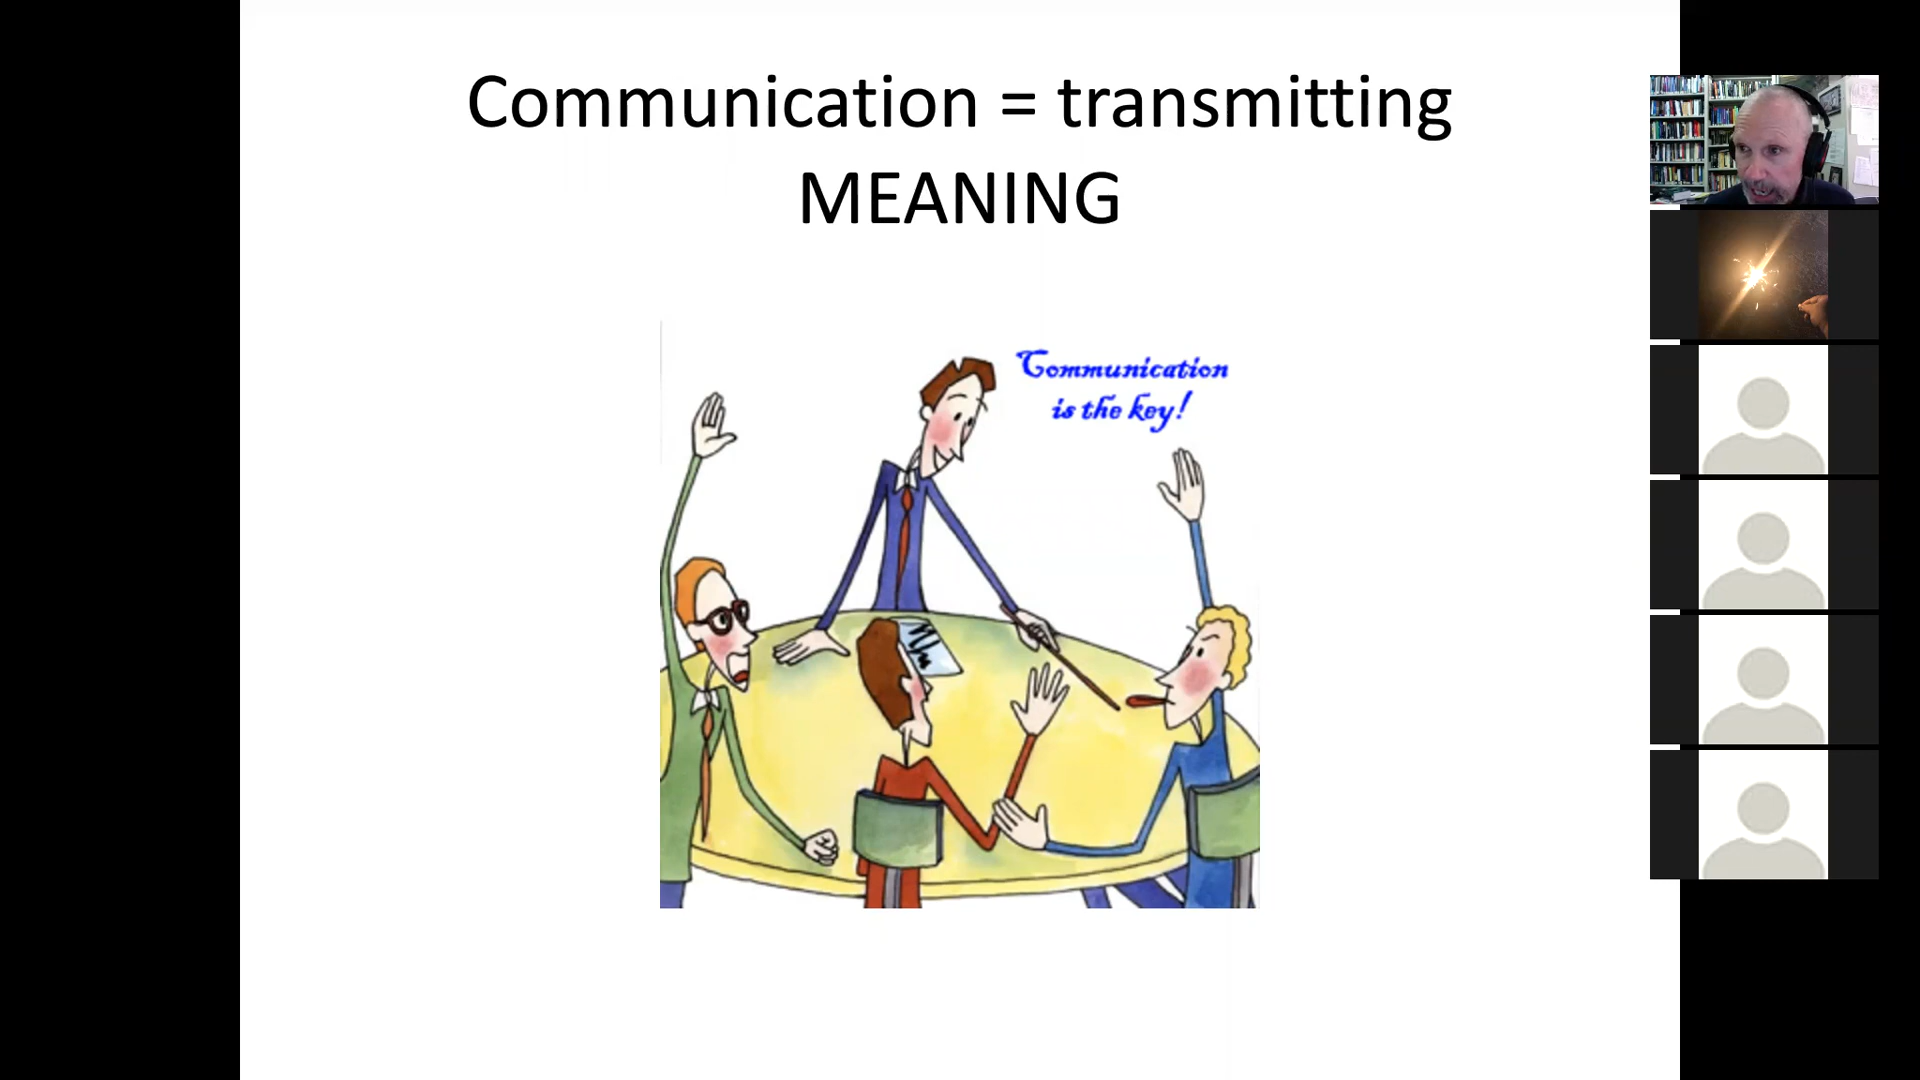 Communication = transmitting
MEANING
Communication
is the key!